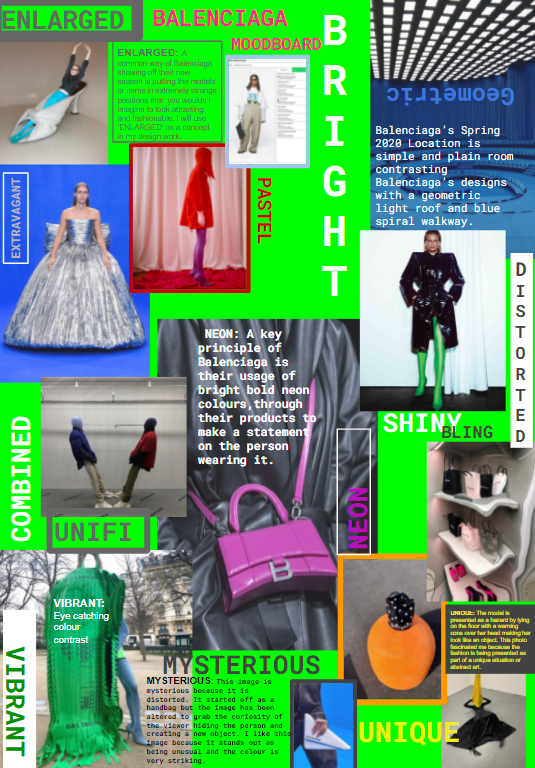 ENLARGED
BALENCIAGA
MOODBOARD
ENLARGED: A
common way of Balenciaga
showing off their new
season is putting the models
or items in extremely strange
positions that you wouldn't
imagine to look attracting
and fashionable. I will use
'ENLARGED' as a concept
in my design work.
BRIGHT
Geometric
Balenciaga's Spring
2020 Location is
simple and plain room
contrasting
Balenciaga's designs
with a geometric
light roof and blue
spiral walkway.
EXTRAVAGANT
PASTEL
DISTORTED
NEON: A key
principle of
Balenciaga is
their usage of
bright bold neon
colours,through
their products to
make a statement
on the person
wearing it.
SHINY
BLING
COMBINED
UNIFI
NEON
VIBRANT:
Eye catching
colour
contrast
VIBRANT
UNIQUE: The model is
presented as a hazard by lying
on the floor with a warning
cone over her head making her
look like an object. This photo
fascinated me because the
fashion is being presented as
part of a unique situation or
abstract art.
MYSTERIOUS
MYSTERIOUS: This image is
mysterious because it is
distorted. It started off as a
handbag but the image has been
altered to grab the curiosity of
the viewer hiding the person and
creating a new object. I like this
image because it stands out as
being unusual and the colour is
very striking.
UNIQUE